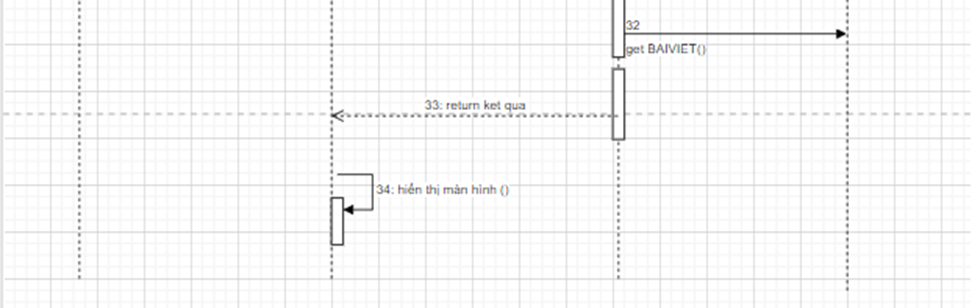 32
get BAIVIET()
33: return ket qua
34: hiển thị màn hình ()